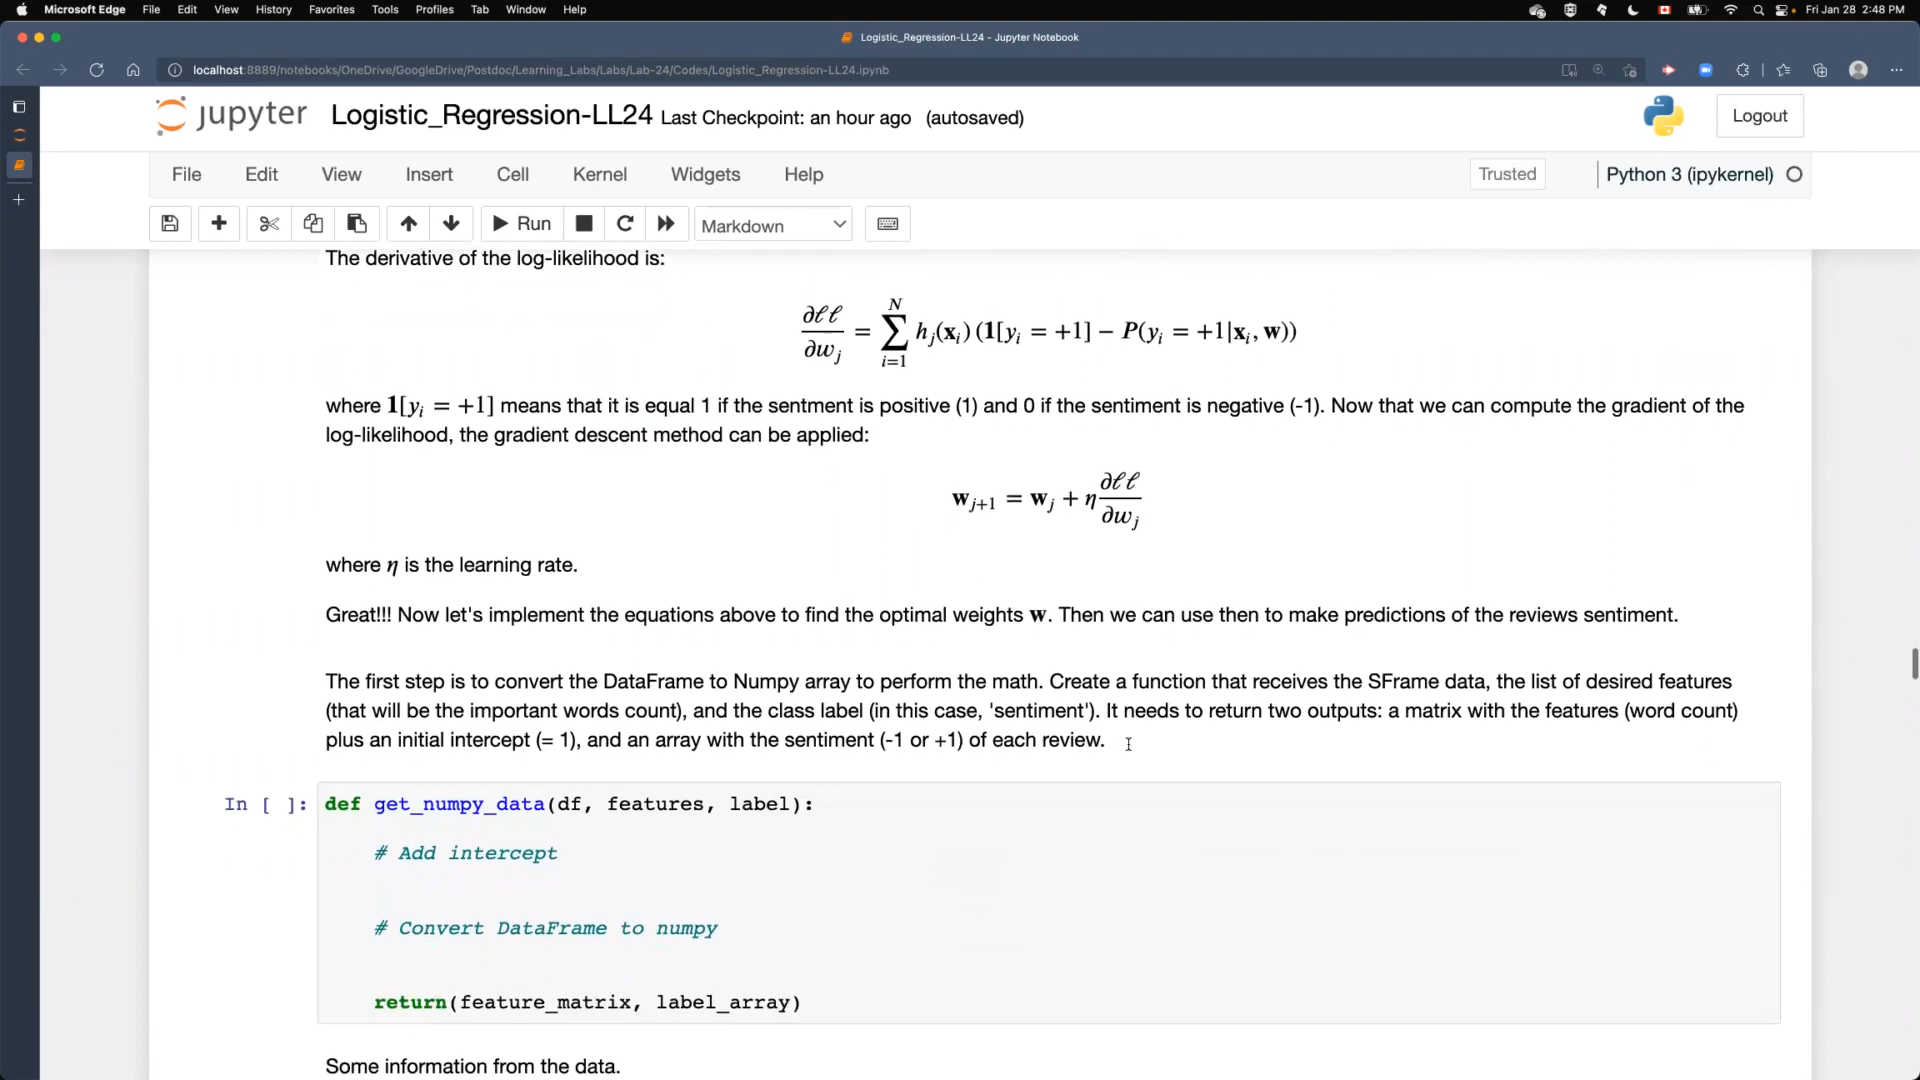 Microsoft Edge File Edit View History Favorites Tools Profiles Tab Window Help Fri Jan 28 2:48 PM
Logistic_Regression-LL24 - Jupyter Notebook
localhost:8889/notebooks/OneDrive/GoogleDrive/Postdoc/Learning_Labs/Labs/Lab-24/Codes/Logistic_Regression-LL24.ipynb
jupyter Logistic_Regression-LL24 Last Checkpoint: an hour ago (autosaved) Logout
File Edit View Insert Cell Kernel Widgets Help Trusted Python 3 (ipykernel)
Run Markdown
The derivative of the log-likelihood is:
∂ℓℓ/∂w_j = ∑_{i=1}^{N} h_j(x_i)(1[y_i = +1] − P(y_i = +1|x_i, w))
where 1[y_i = +1] means that it is equal 1 if the sentment is positive (1) and 0 if the sentiment is negative (-1). Now that we can compute the gradient of the
log-likelihood, the gradient descent method can be applied:
w_{j+1} = w_j + η ∂ℓℓ/∂w_j
where η is the learning rate.
Great!!! Now let's implement the equations above to find the optimal weights w. Then we can use then to make predictions of the reviews sentiment.
The first step is to convert the DataFrame to Numpy array to perform the math. Create a function that receives the SFrame data, the list of desired features
(that will be the important words count), and the class label (in this case, 'sentiment'). It needs to return two outputs: a matrix with the features (word count)
plus an initial intercept (= 1), and an array with the sentiment (-1 or +1) of each review.
In [ ]: def get_numpy_data(df, features, label):
# Add intercept
# Convert DataFrame to numpy
return(feature_matrix, label_array)
Some information from the data.